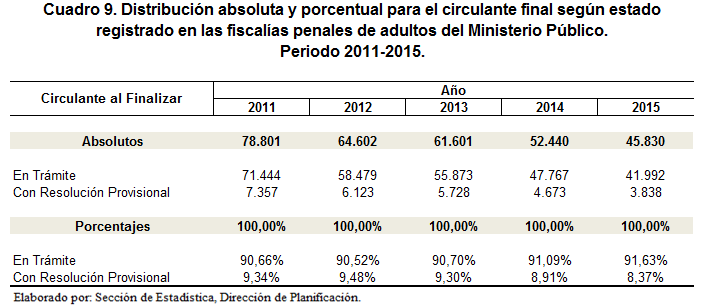 Cuadro 9. Distribución absoluta y porcentual para el circulante final según estado
registrado en las fiscalías penales de adultos del Ministerio Público.
Periodo 2011-2015.
Circulante al Finalizar Año
2011 2012 2013 2014 2015
Absolutos 78.801 64.602 61.601 52.440 45.830
En Trámite 71.444 58.479 55.873 47.767 41.992
Con Resolución Provisional 7.357 6.123 5.728 4.673 3.838
Porcentajes 100,00% 100,00% 100,00% 100,00% 100,00%
En Trámite 90,66% 90,52% 90,70% 91,09% 91,63%
Con Resolución Provisional 9,34% 9,48% 9,30% 8,91% 8,37%
Elaborado por: Sección de Estadística, Dirección de Planificación.